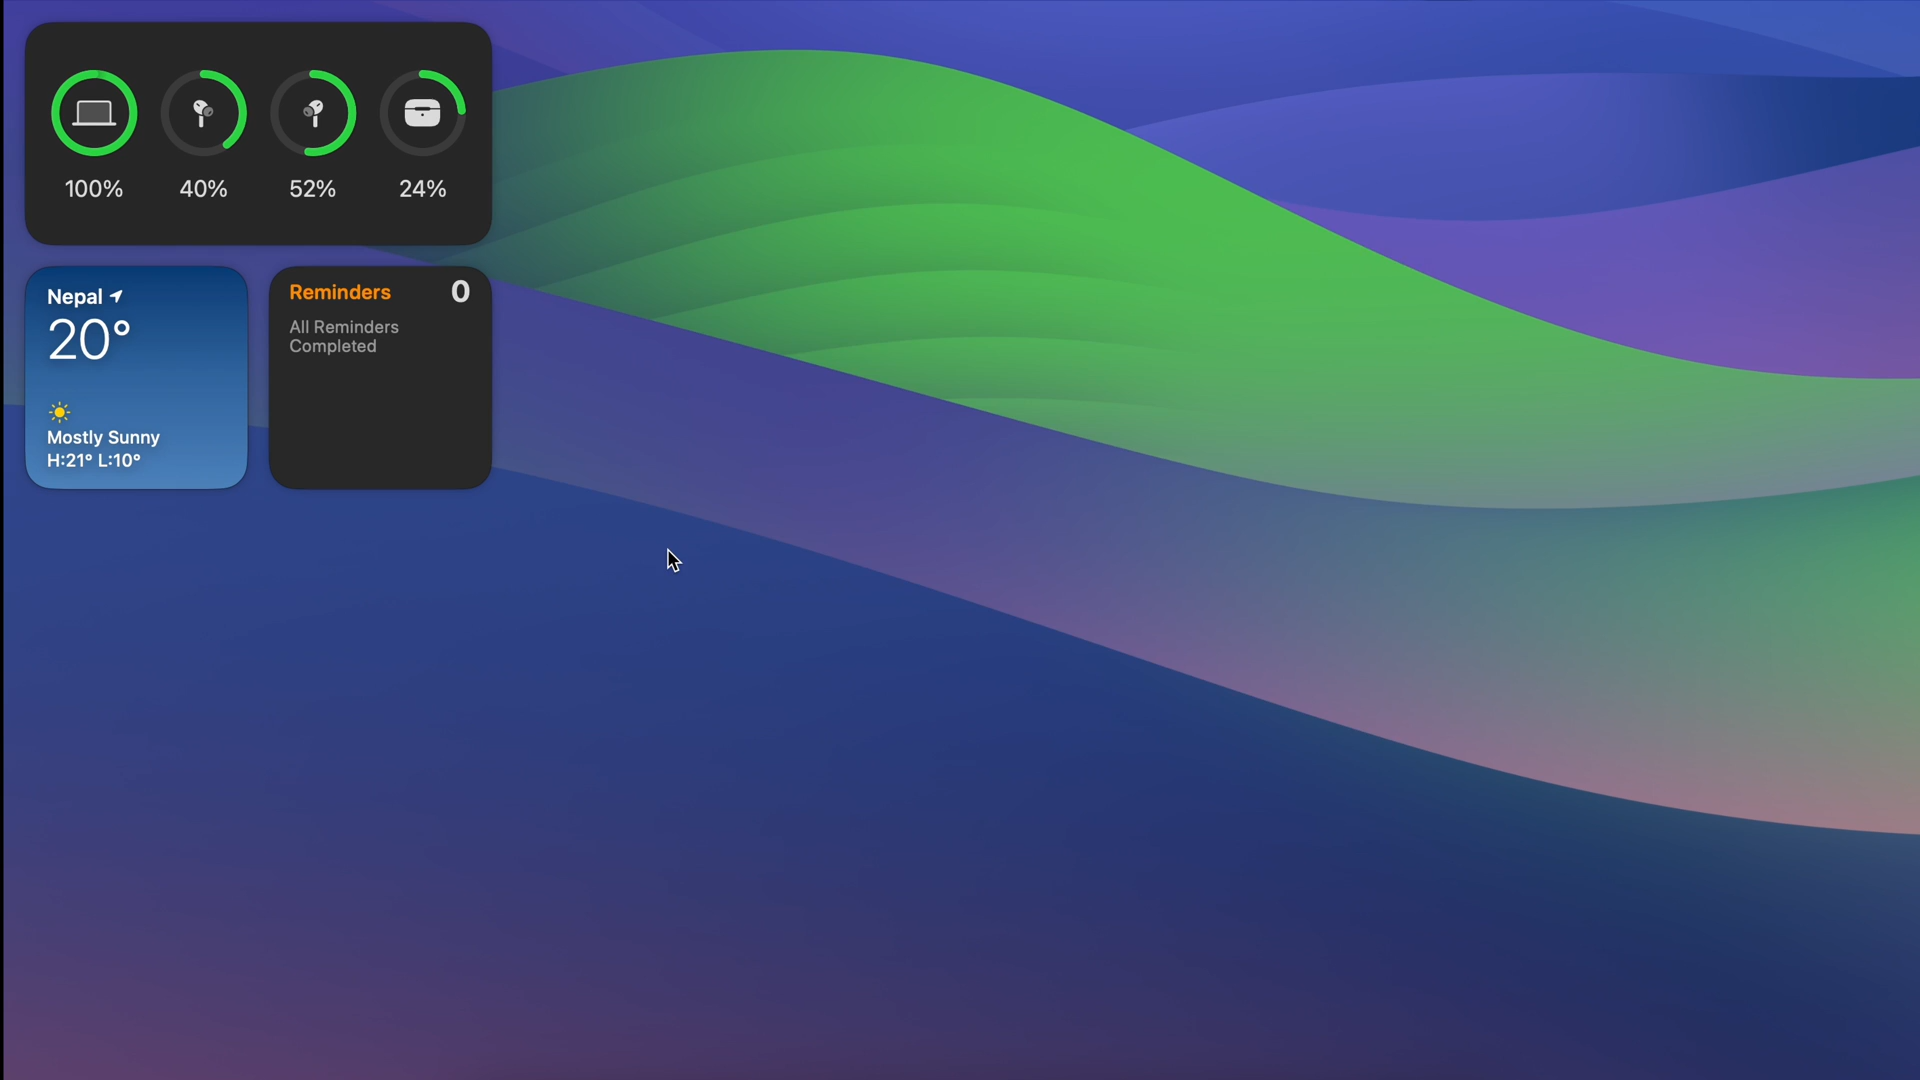 100% 40% 52% 24%
Nepal
20°
Mostly Sunny
H:21° L:10°
Reminders 0
All Reminders
Completed